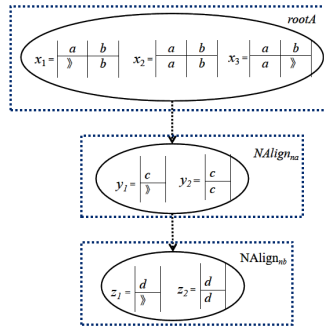 rootA
x1 = | a | b | x2 = | a | b | x3 = | a | b |
| 》 | b | | a | b | | a | 》 |
NAlignna
y1 = | c | y2 = | c |
| 》 | | c |
NAlignnb
z1 = | d | z2 = | d |
| 》 | | d |